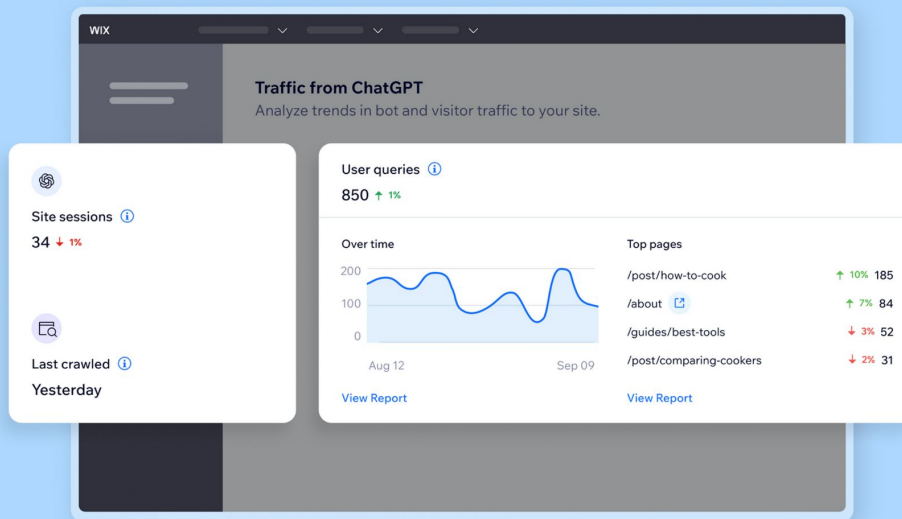 WIX
Traffic from ChatGPT
Analyze trends in bot and visitor traffic to your site.
Site sessions
34 ↓ 1%
Last crawled
Yesterday
User queries
850 ↑ 1%
Over time
200
100
0
Aug 12 Sep 09
View Report
Top pages
/post/how-to-cook ↑ 10% 185
/about ↑ 7% 84
/guides/best-tools ↓ 3% 52
/post/comparing-cookers ↓ 2% 31
View Report